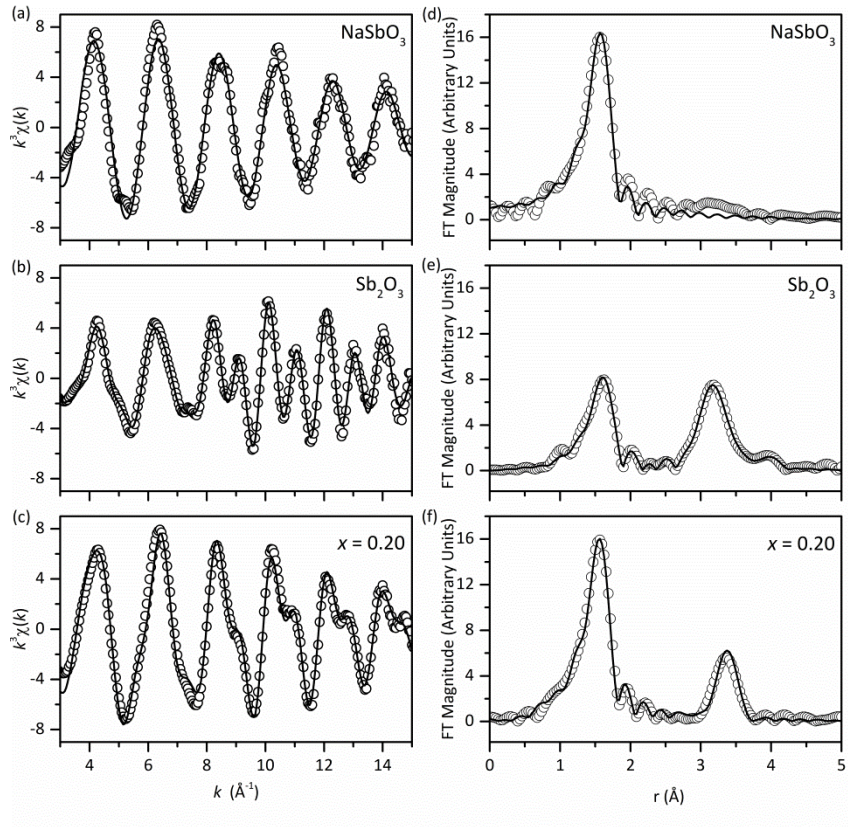 (a)
NaSbO₃
8
4
0
-4
-8
k³χ(k)
(d)
NaSbO₃
16
12
8
4
0
FT Magnitude (Arbitrary Units)
(b)
Sb₂O₃
8
4
0
-4
-8
k³χ(k)
(e)
Sb₂O₃
16
12
8
4
0
FT Magnitude (Arbitrary Units)
(c)
x = 0.20
8
4
0
-4
-8
k³χ(k)
4 6 8 10 12 14
k (Å⁻¹)
(f)
x = 0.20
16
12
8
4
0
FT Magnitude (Arbitrary Units)
0 1 2 3 4 5
r (Å)